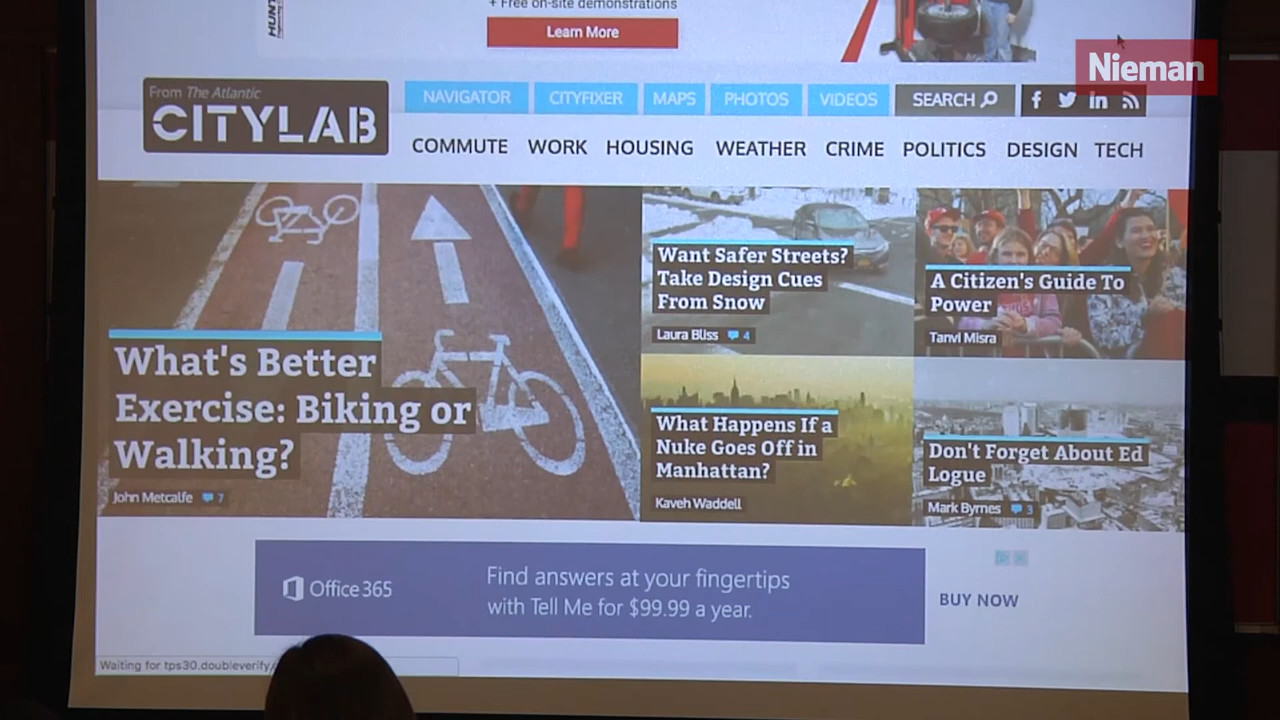 + Free on-site demonstrations
HUNT
Learn More
Nieman
From The Atlantic
CITYLAB
NAVIGATOR CITYFIXER MAPS PHOTOS VIDEOS SEARCH
COMMUTE WORK HOUSING WEATHER CRIME POLITICS DESIGN TECH
What's Better
Exercise: Biking or
Walking?
John Metcalfe 7
Want Safer Streets?
Take Design Cues
From Snow
Laura Bliss 4
A Citizen's Guide To
Power
Tanvi Misra
What Happens If a
Nuke Goes Off in
Manhattan?
Kaveh Waddell
Don't Forget About Ed
Logue
Mark Byrnes 3
Office 365
Find answers at your fingertips
with Tell Me for $99.99 a year.
BUY NOW
Waiting for tps30.doubleverify.